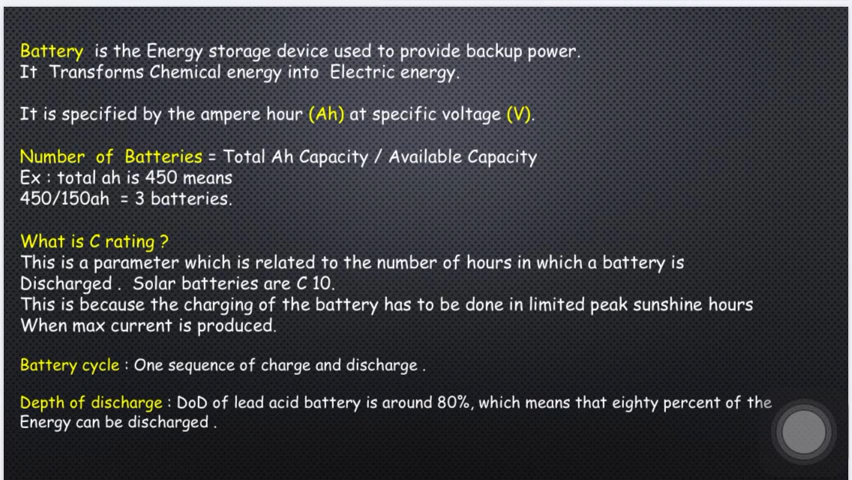 Battery is the Energy storage device used to provide backup power.
It Transforms Chemical energy into Electric energy.
It is specified by the ampere hour (Ah) at specific voltage (V).
Number of Batteries = Total Ah Capacity / Available Capacity
Ex : total ah is 450 means
450/150ah = 3 batteries.
What is C rating ?
This is a parameter which is related to the number of hours in which a battery is
Discharged . Solar batteries are C 10.
This is because the charging of the battery has to be done in limited peak sunshine hours
When max current is produced.
Battery cycle : One sequence of charge and discharge .
Depth of discharge : DoD of lead acid battery is around 80%, which means that eighty percent of the
Energy can be discharged .